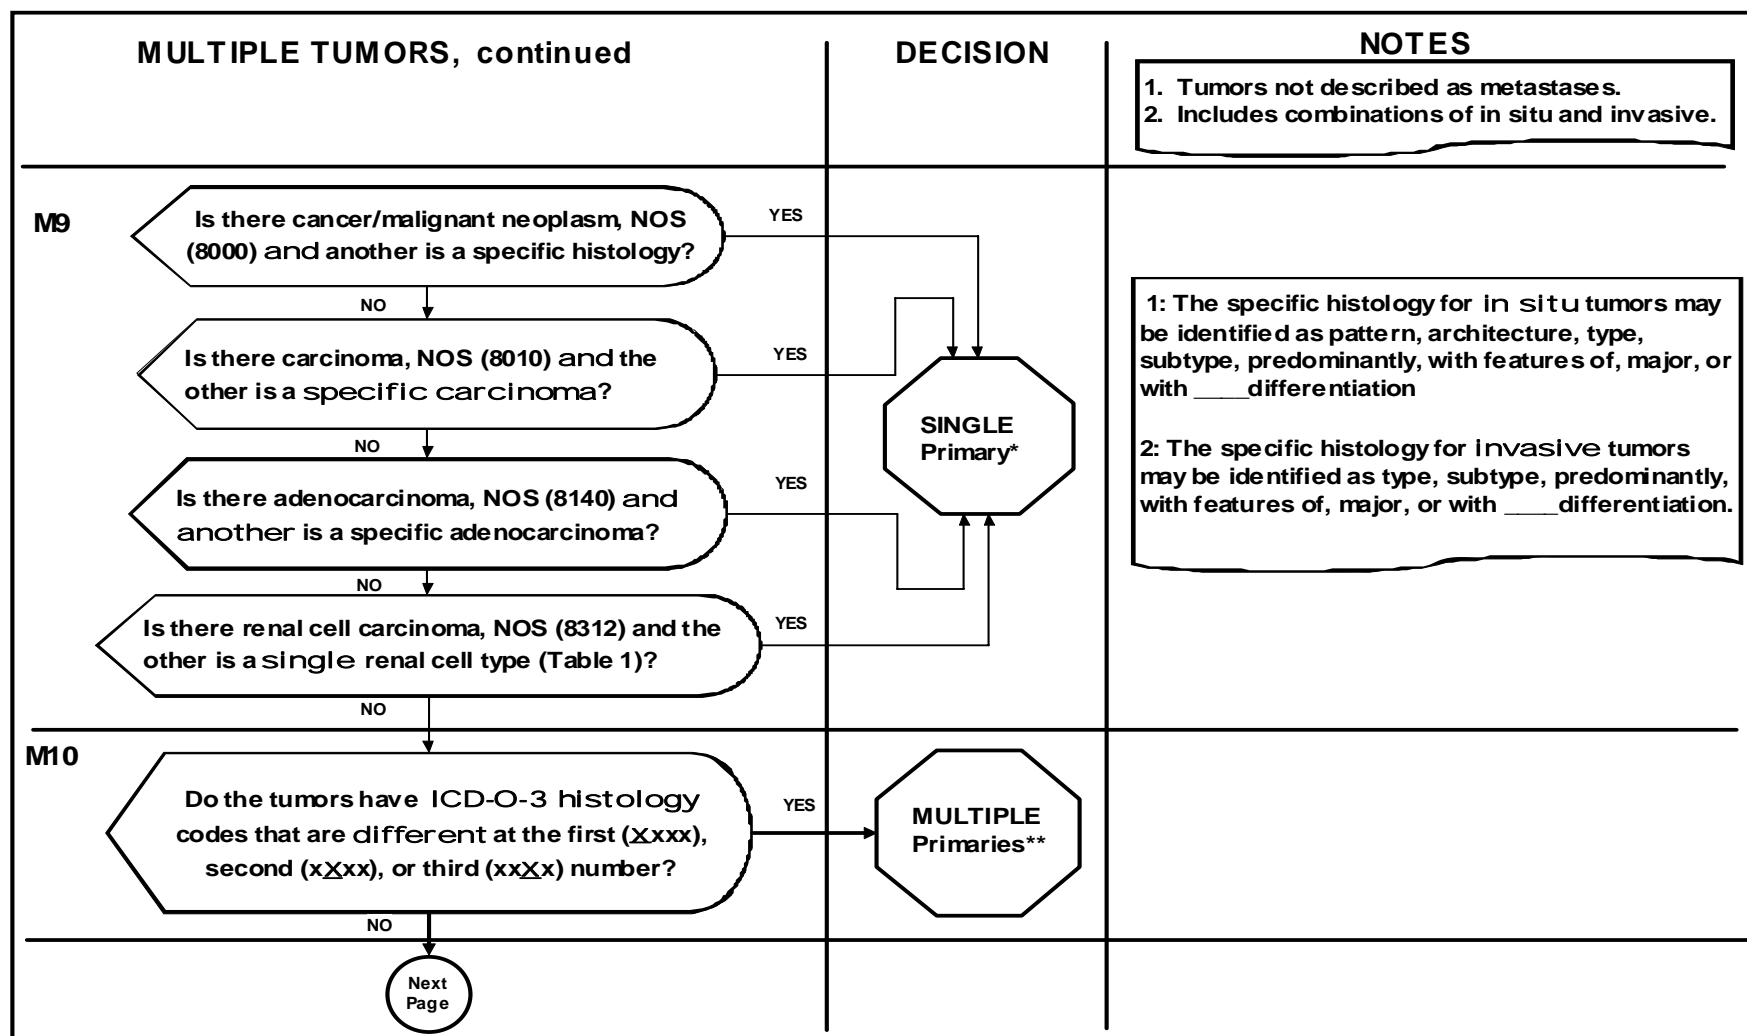 MULTIPLE TUMORS, continued
DECISION
NOTES
1. Tumors not described as metastases.
2. Includes combinations of in situ and invasive.
M9
Is there cancer/malignant neoplasm, NOS
(8000) and another is a specific histology?
YES
NO
Is there carcinoma, NOS (8010) and the
other is a specific carcinoma?
YES
NO
Is there adenocarcinoma, NOS (8140) and
another is a specific adenocarcinoma?
YES
NO
Is there renal cell carcinoma, NOS (8312) and the
other is a single renal cell type (Table 1)?
YES
NO
SINGLE
Primary*
1: The specific histology for in situ tumors may
be identified as pattern, architecture, type,
subtype, predominantly, with features of, major, or
with ____differentiation
2: The specific histology for invasive tumors
may be identified as type, subtype, predominantly,
with features of, major, or with ____differentiation.
M10
Do the tumors have ICD-O-3 histology
codes that are different at the first (Xxxx),
second (xXxx), or third (xxXx) number?
YES
MULTIPLE
Primaries**
NO
Next
Page